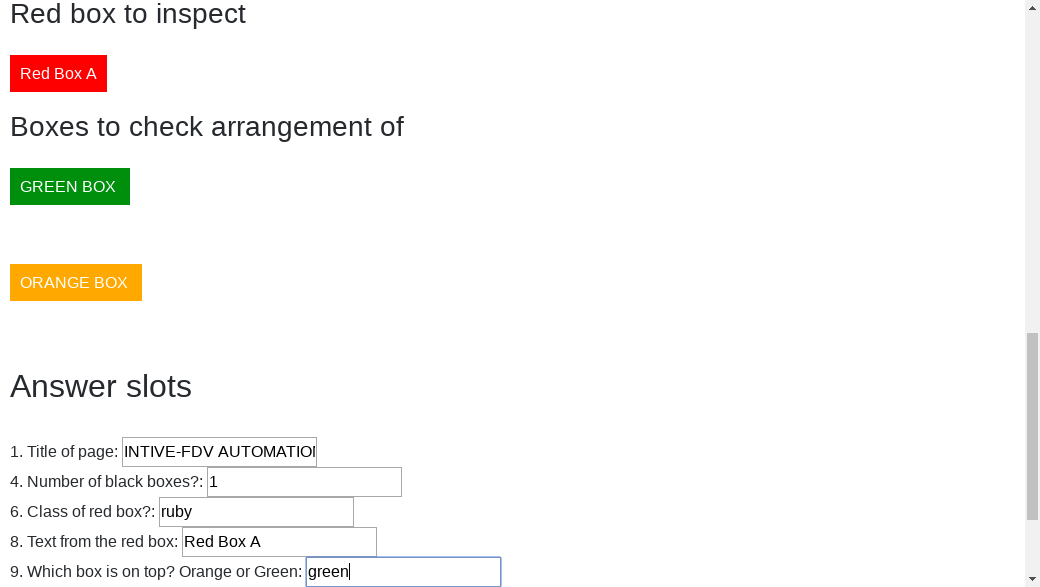 Red box to inspect
Red Box A
Boxes to check arrangement of
GREEN BOX
ORANGE BOX
Answer slots
1. Title of page: INTIVE-FDV AUTOMATION
4. Number of black boxes?: 1
6. Class of red box?: ruby
8. Text from the red box: Red Box A
9. Which box is on top? Orange or Green: green